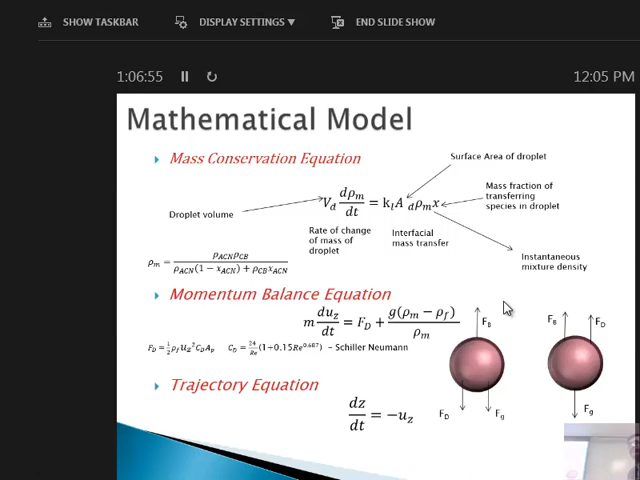 SHOW TASKBAR DISPLAY SETTINGS ▼ END SLIDE SHOW
1:06:55 12:05 PM
Mathematical Model
Mass Conservation Equation
Surface Area of droplet
V_d dρ_m/dt = k_l A_d ρ_m x
Mass fraction of
transferring
species in droplet
Droplet volume
Rate of change
of mass of
droplet
Interfacial
mass transfer
Instantaneous
mixture density
ρ_m = ρ_ACN ρ_CB / (ρ_ACN(1 − x_ACN) + ρ_CB x_ACN)
Momentum Balance Equation
m du_z/dt = F_D + g(ρ_m − ρ_f)/ρ_m
F_D = 1/2 ρ_f u_z² C_D A_p C_D = 24/Re (1+0.15Re^0.687) – Schiller Neumann
F_B
F_D F_g
F_B F_D
F_g
Trajectory Equation
dz/dt = −u_z